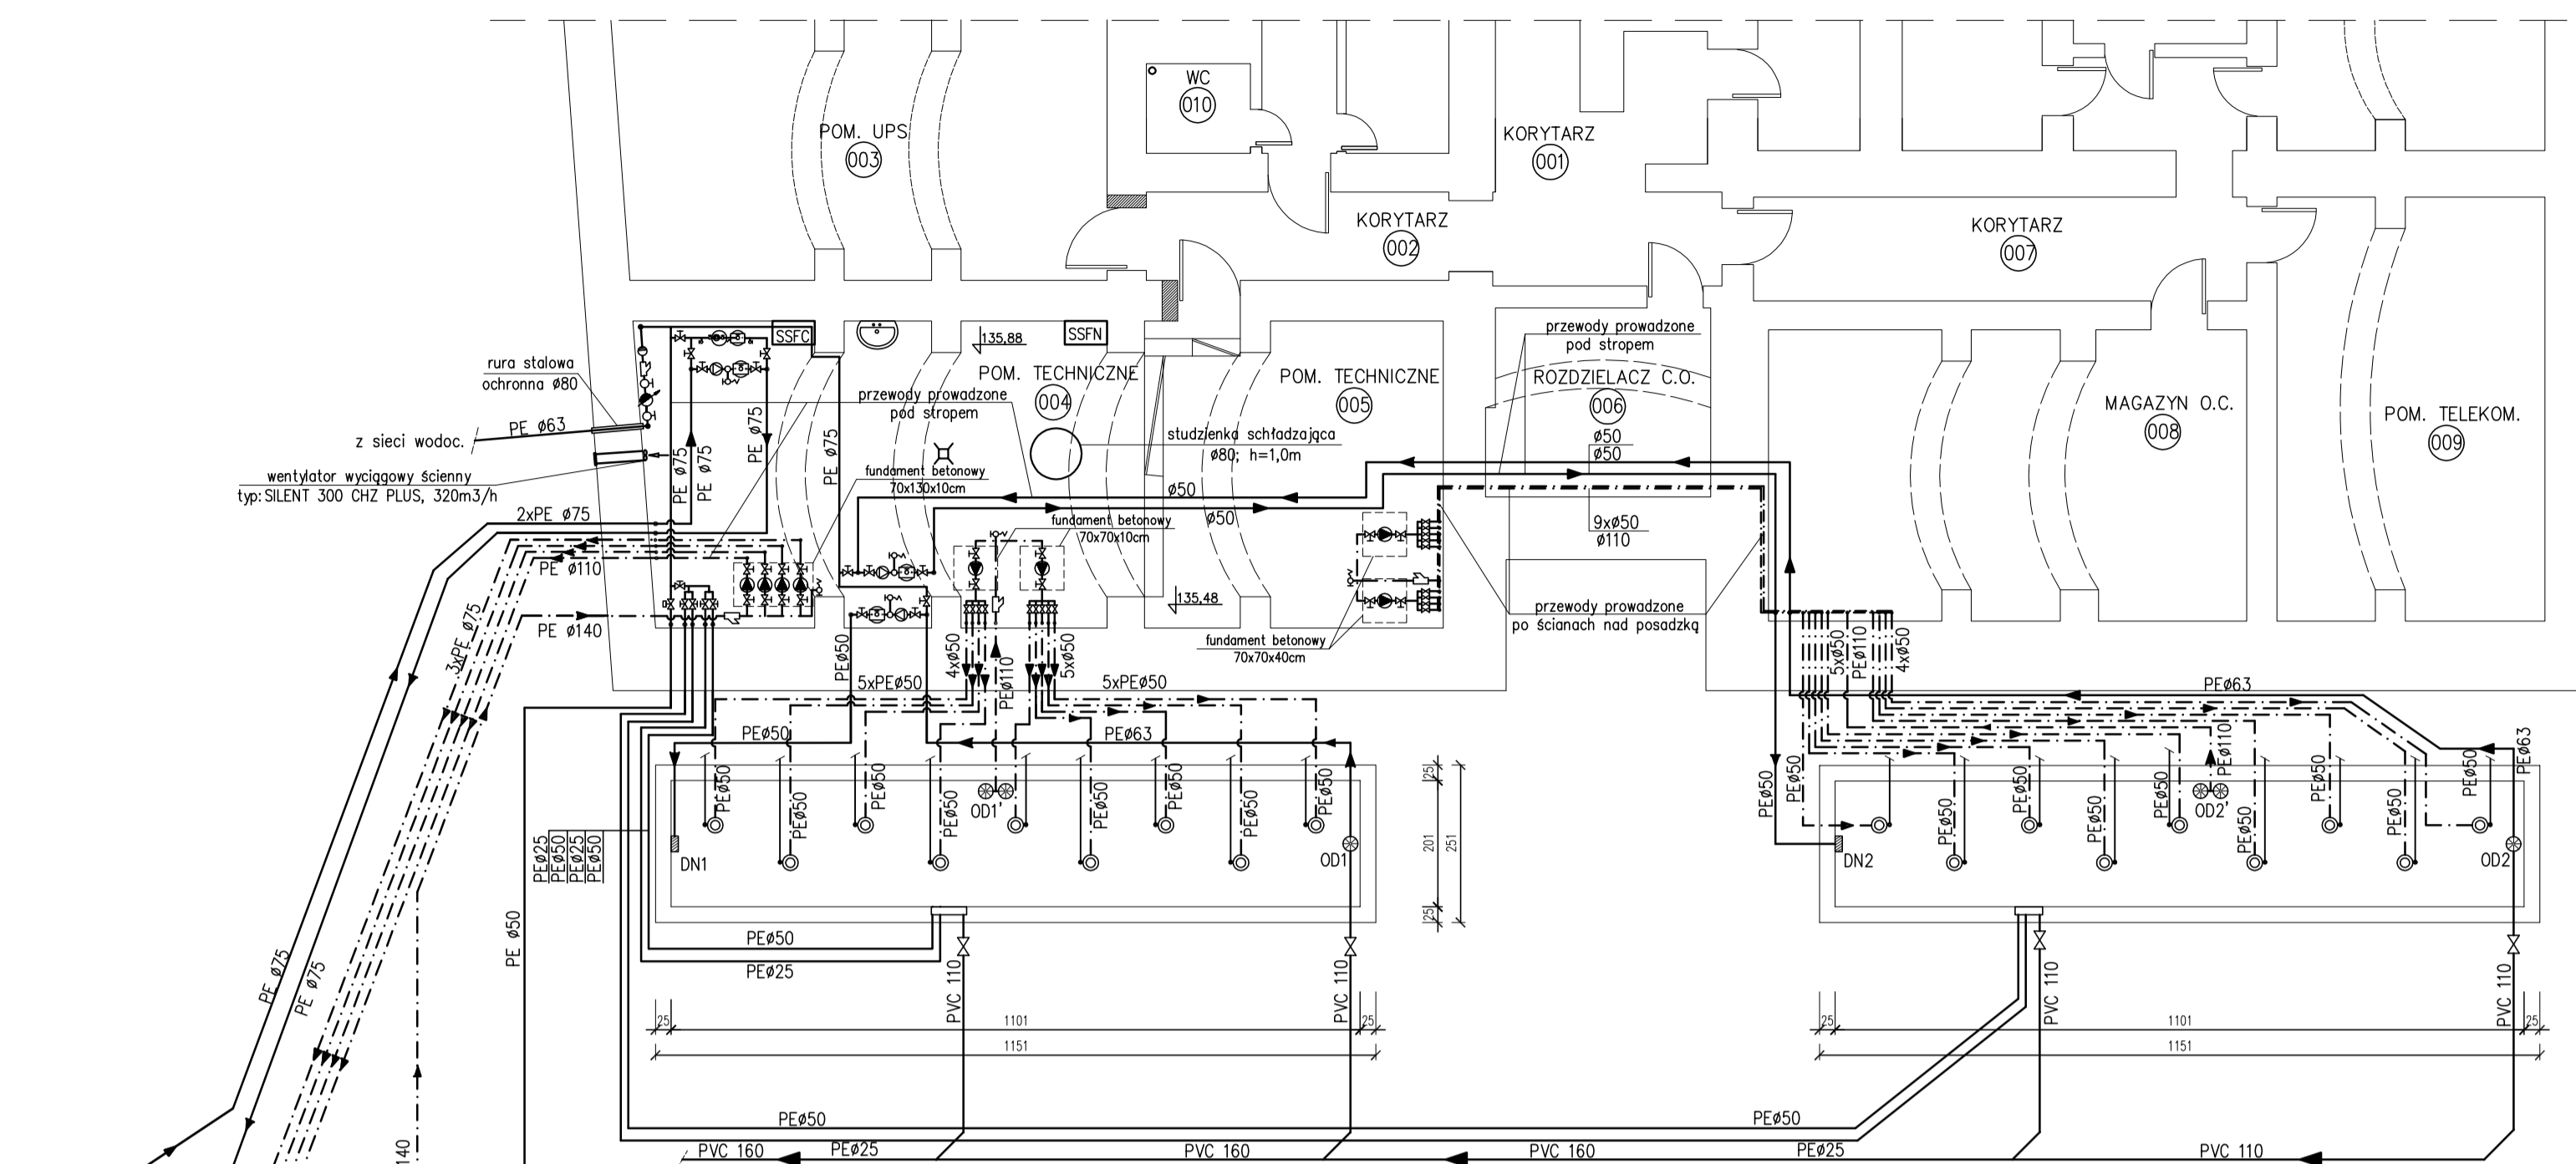 WC
010
POM. UPS
003
KORYTARZ
001
KORYTARZ
002
KORYTARZ
007
SSFC
SSFN
135,88
przewody prowadzone
pod stropem
rura stalowa
ochronna ø80
POM. TECHNICZNE
004
POM. TECHNICZNE
005
ROZDZIELACZ C.O.
006
MAGAZYN O.C.
008
POM. TELEKOM.
009
przewody prowadzone
pod stropem
PE ø63
z sieci wodoc.
PE ø75
PE ø75
PE ø75
PE ø75
studzienka schładzająca
ø80; h=1,0m
ø50
ø50
wentylator wyciągowy ścienny
typ: SILENT 300 CHZ PLUS, 320m3/h
fundament betonowy
70x130x10cm
ø50
ø50
2xPE ø75
fundament betonowy
70x70x10cm
9xø50
ø110
PE ø110
135,48
PE ø140
3xPE ø75
przewody prowadzone
po ścianach nad posadzką
fundament betonowy
70x70x40cm
PEø50
4xø50
PEø110
5xø50
5xø50
PEø110
4xø50
5xPEø50
5xPEø50
PEø63
PEø50
PEø63
PEø63
PEø110
PEø50
PEø50
PEø50
PEø50
PEø50
PEø50
PEø50
PEø50
PEø50
OD1'
DN1
OD1
25
201
251
25
PEø50
PEø50
PEø50
PEø50
PEø50
PEø50
PEø50
PEø50
PEø50
PEø50
OD2'
DN2
OD2
PEø25
PEø50
PEø25
PEø50
PE ø50
PEø50
PEø25
PVC 110
PVC 110
PVC 110
PVC 110
PE ø75
PE ø75
25
1101
25
1151
25
1101
25
1151
PEø50
PEø50
140
PVC 160
PEø25
PVC 160
PVC 160
PEø25
PVC 110